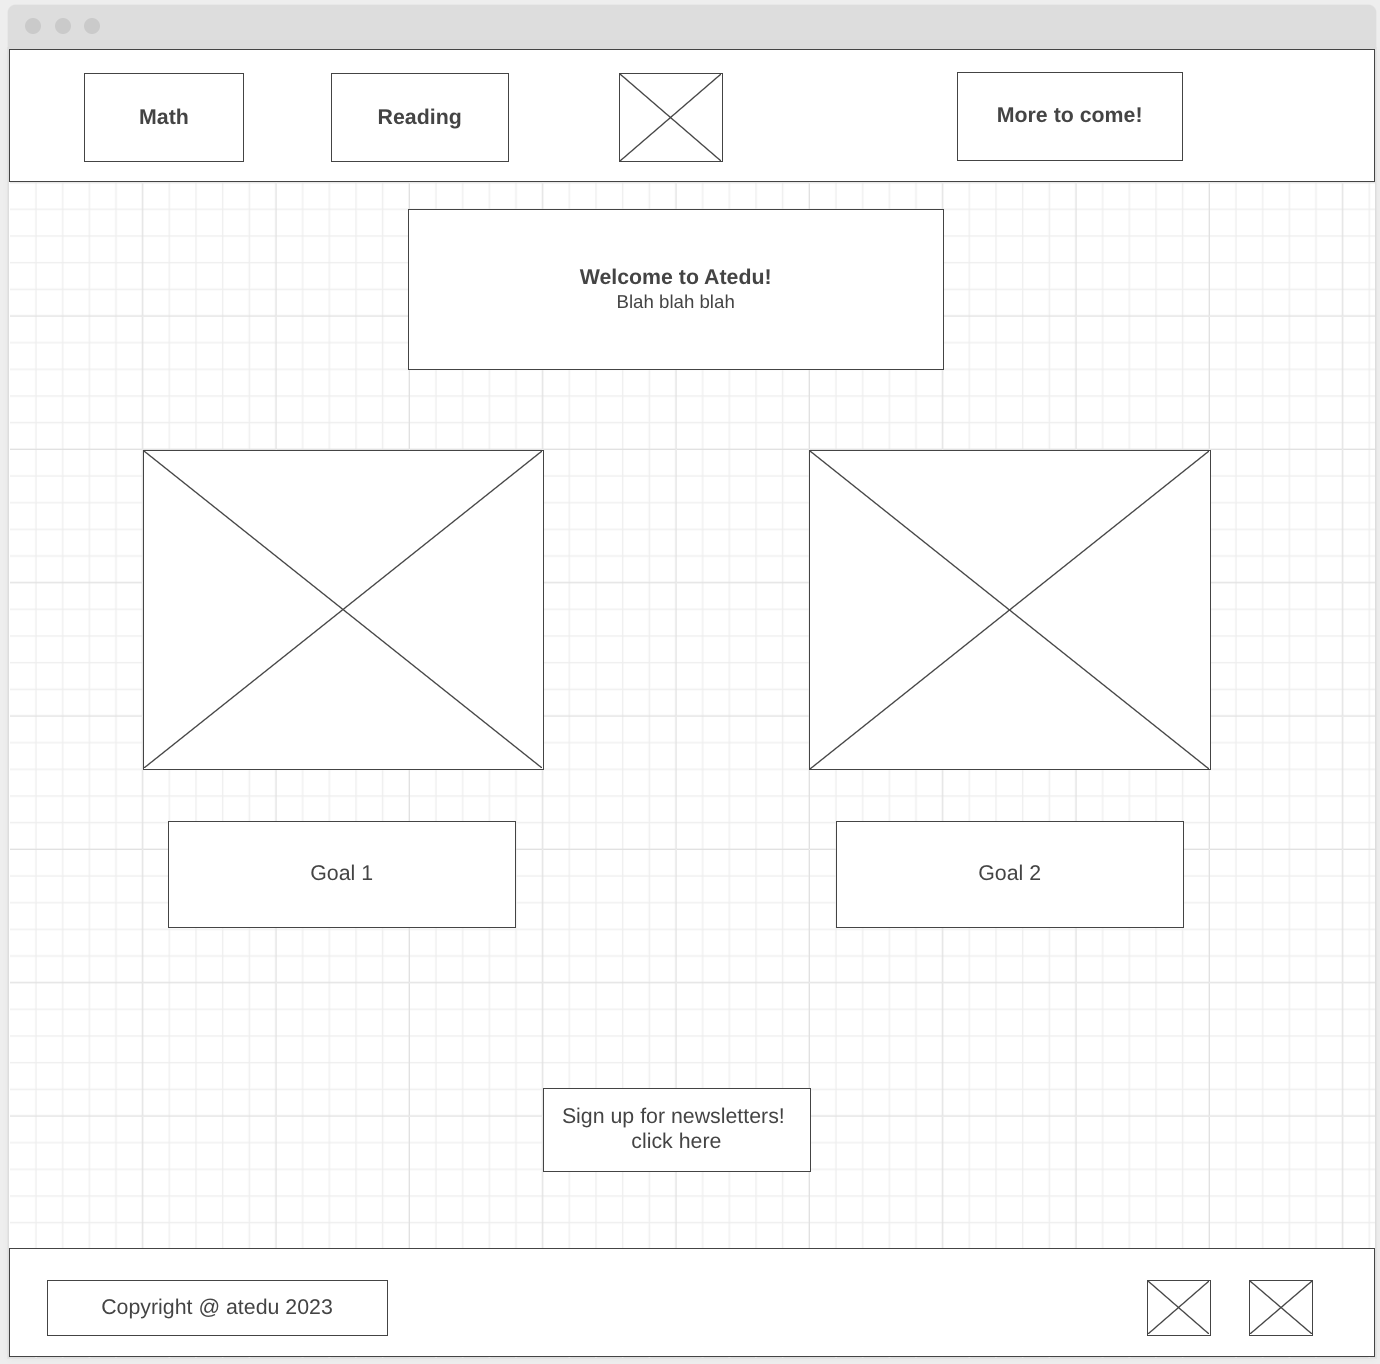 Math
Reading
More to come!
Welcome to Atedu!
Blah blah blah
Goal 1
Goal 2
Sign up for newsletters!
click here
Copyright @ atedu 2023